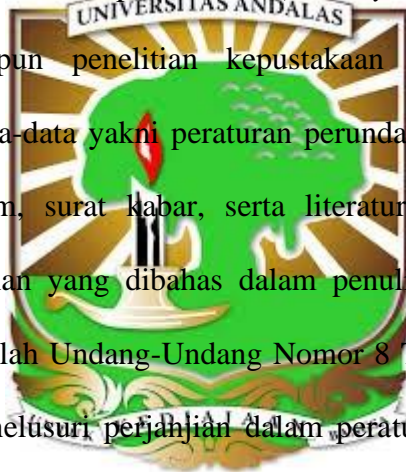 UNIVERSITAS ANDALAS
pun penelitian kepustakaan
a-data yakni peraturan perunda
m, surat kabar, serta literatur
an yang dibahas dalam penul
lah Undang-Undang Nomor 8 T
nelusuri perjanjian dalam peratu